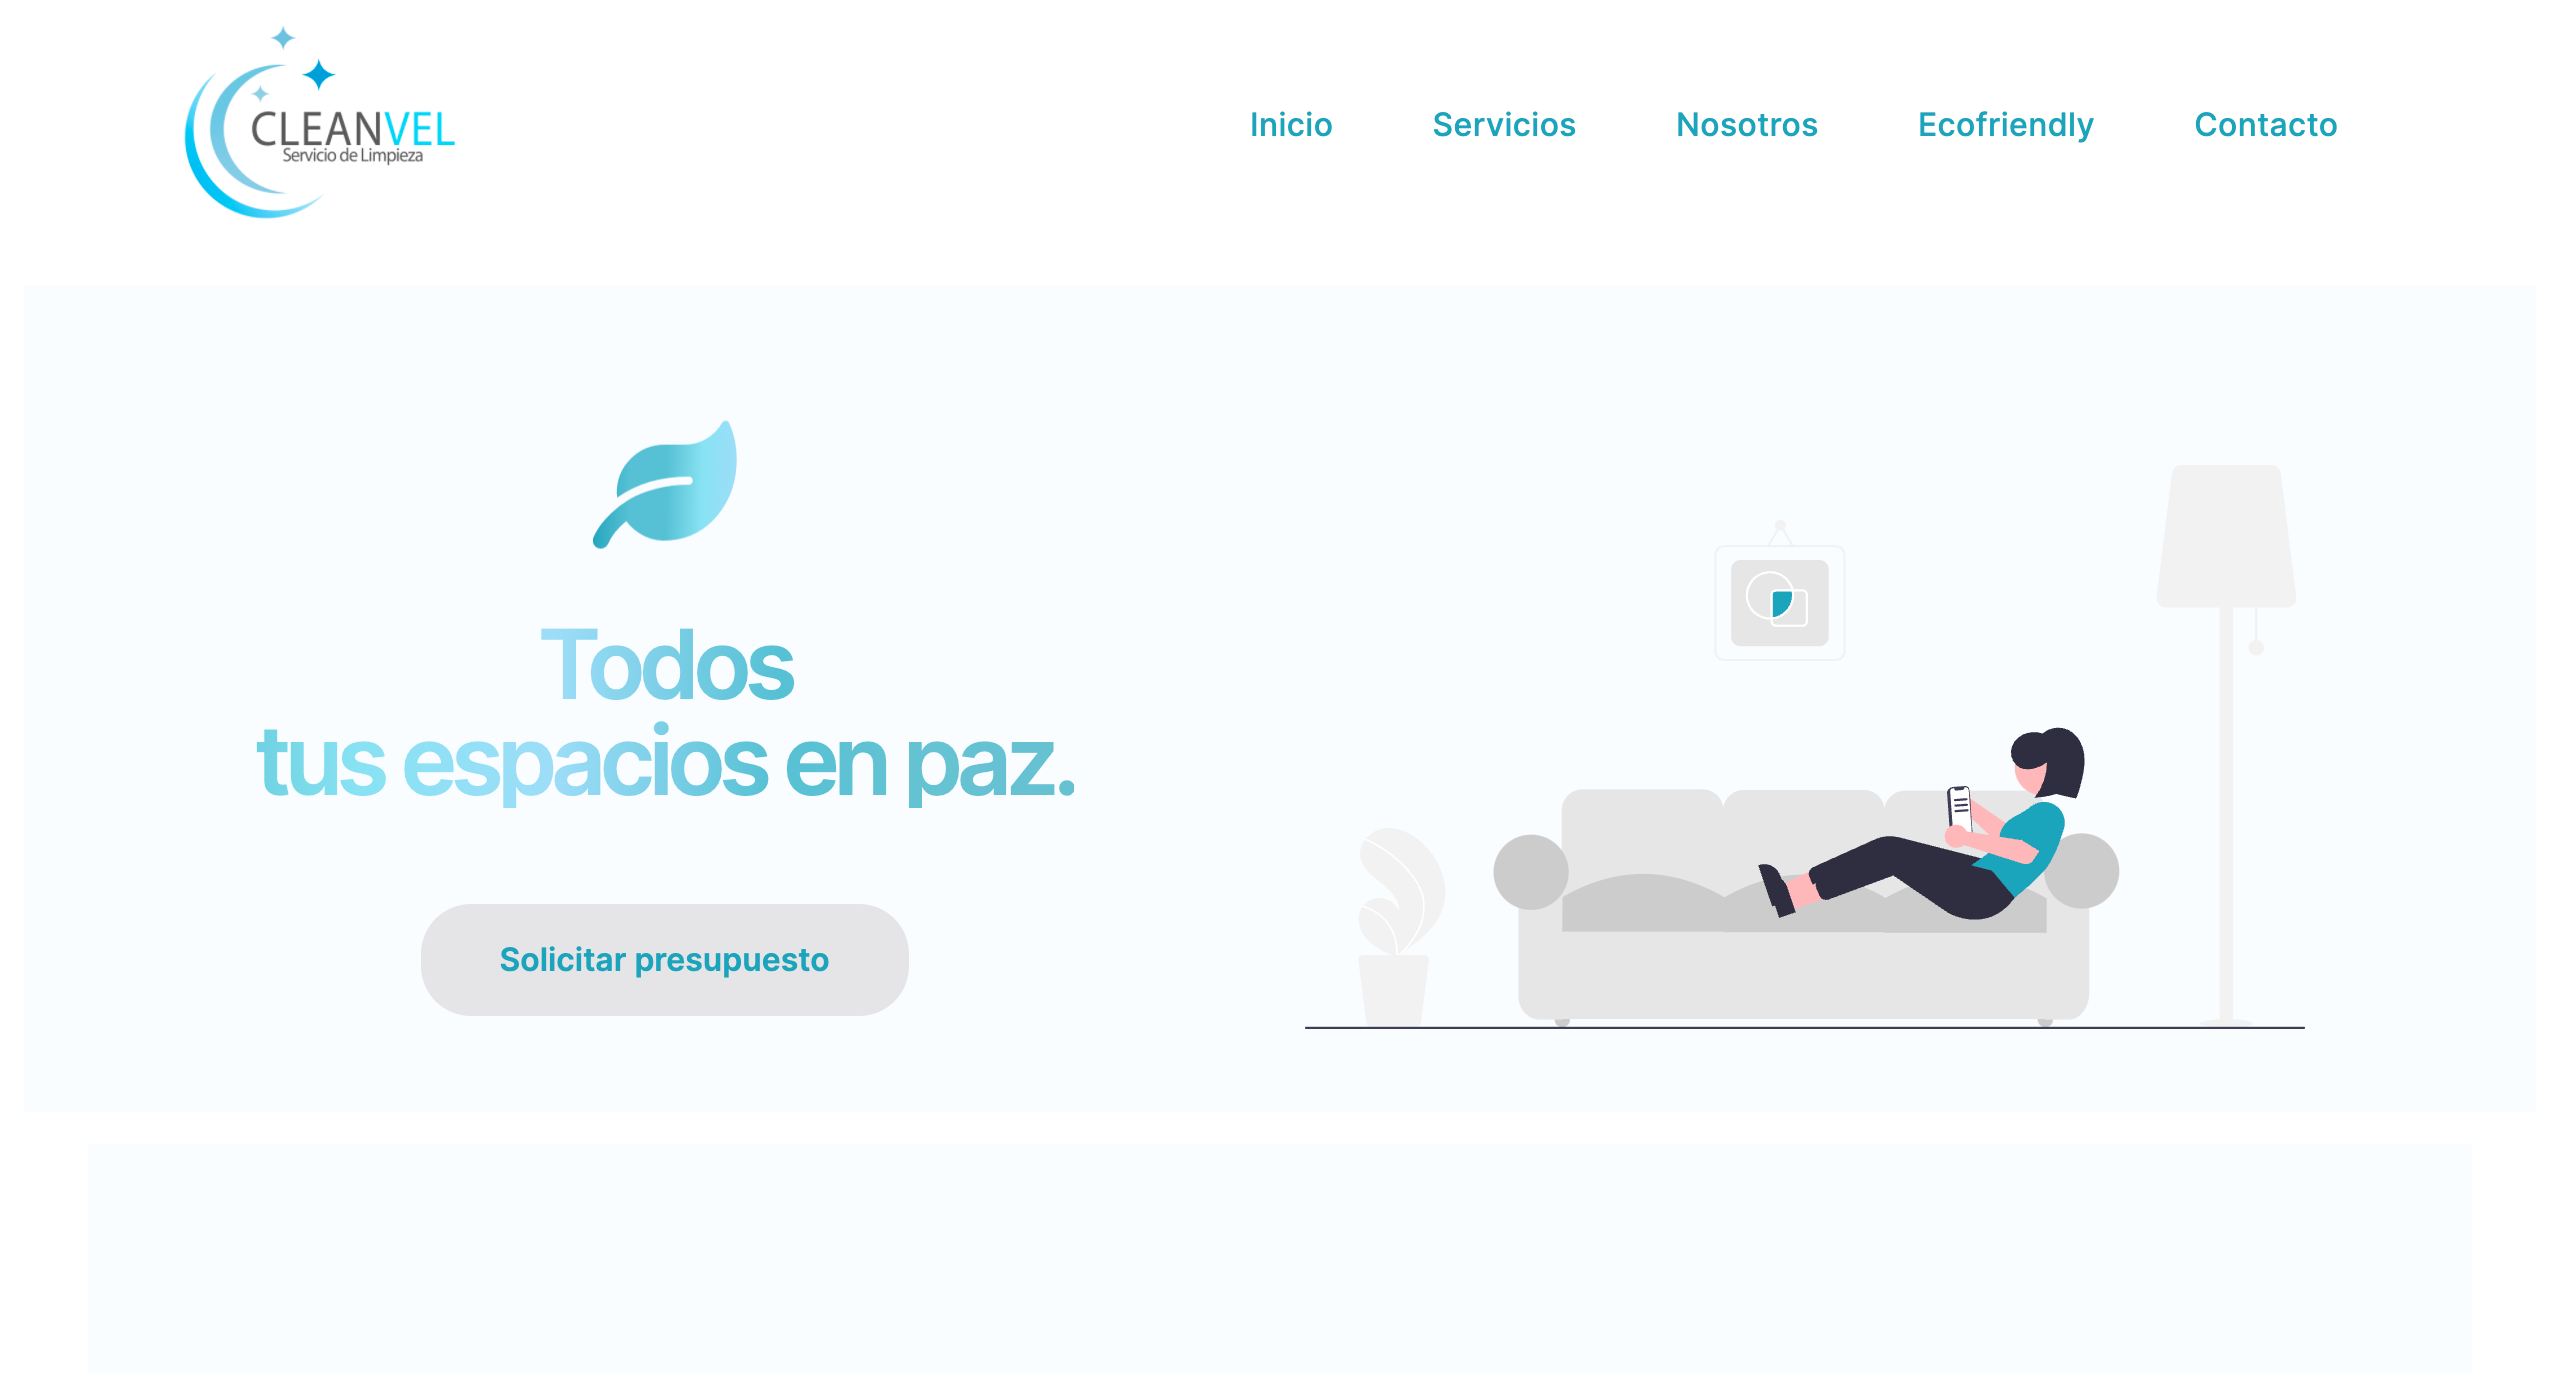 CLEANVEL
Servicio de Limpieza
Inicio Servicios Nosotros Ecofriendly Contacto
Todos
tus espacios en paz.
Solicitar presupuesto